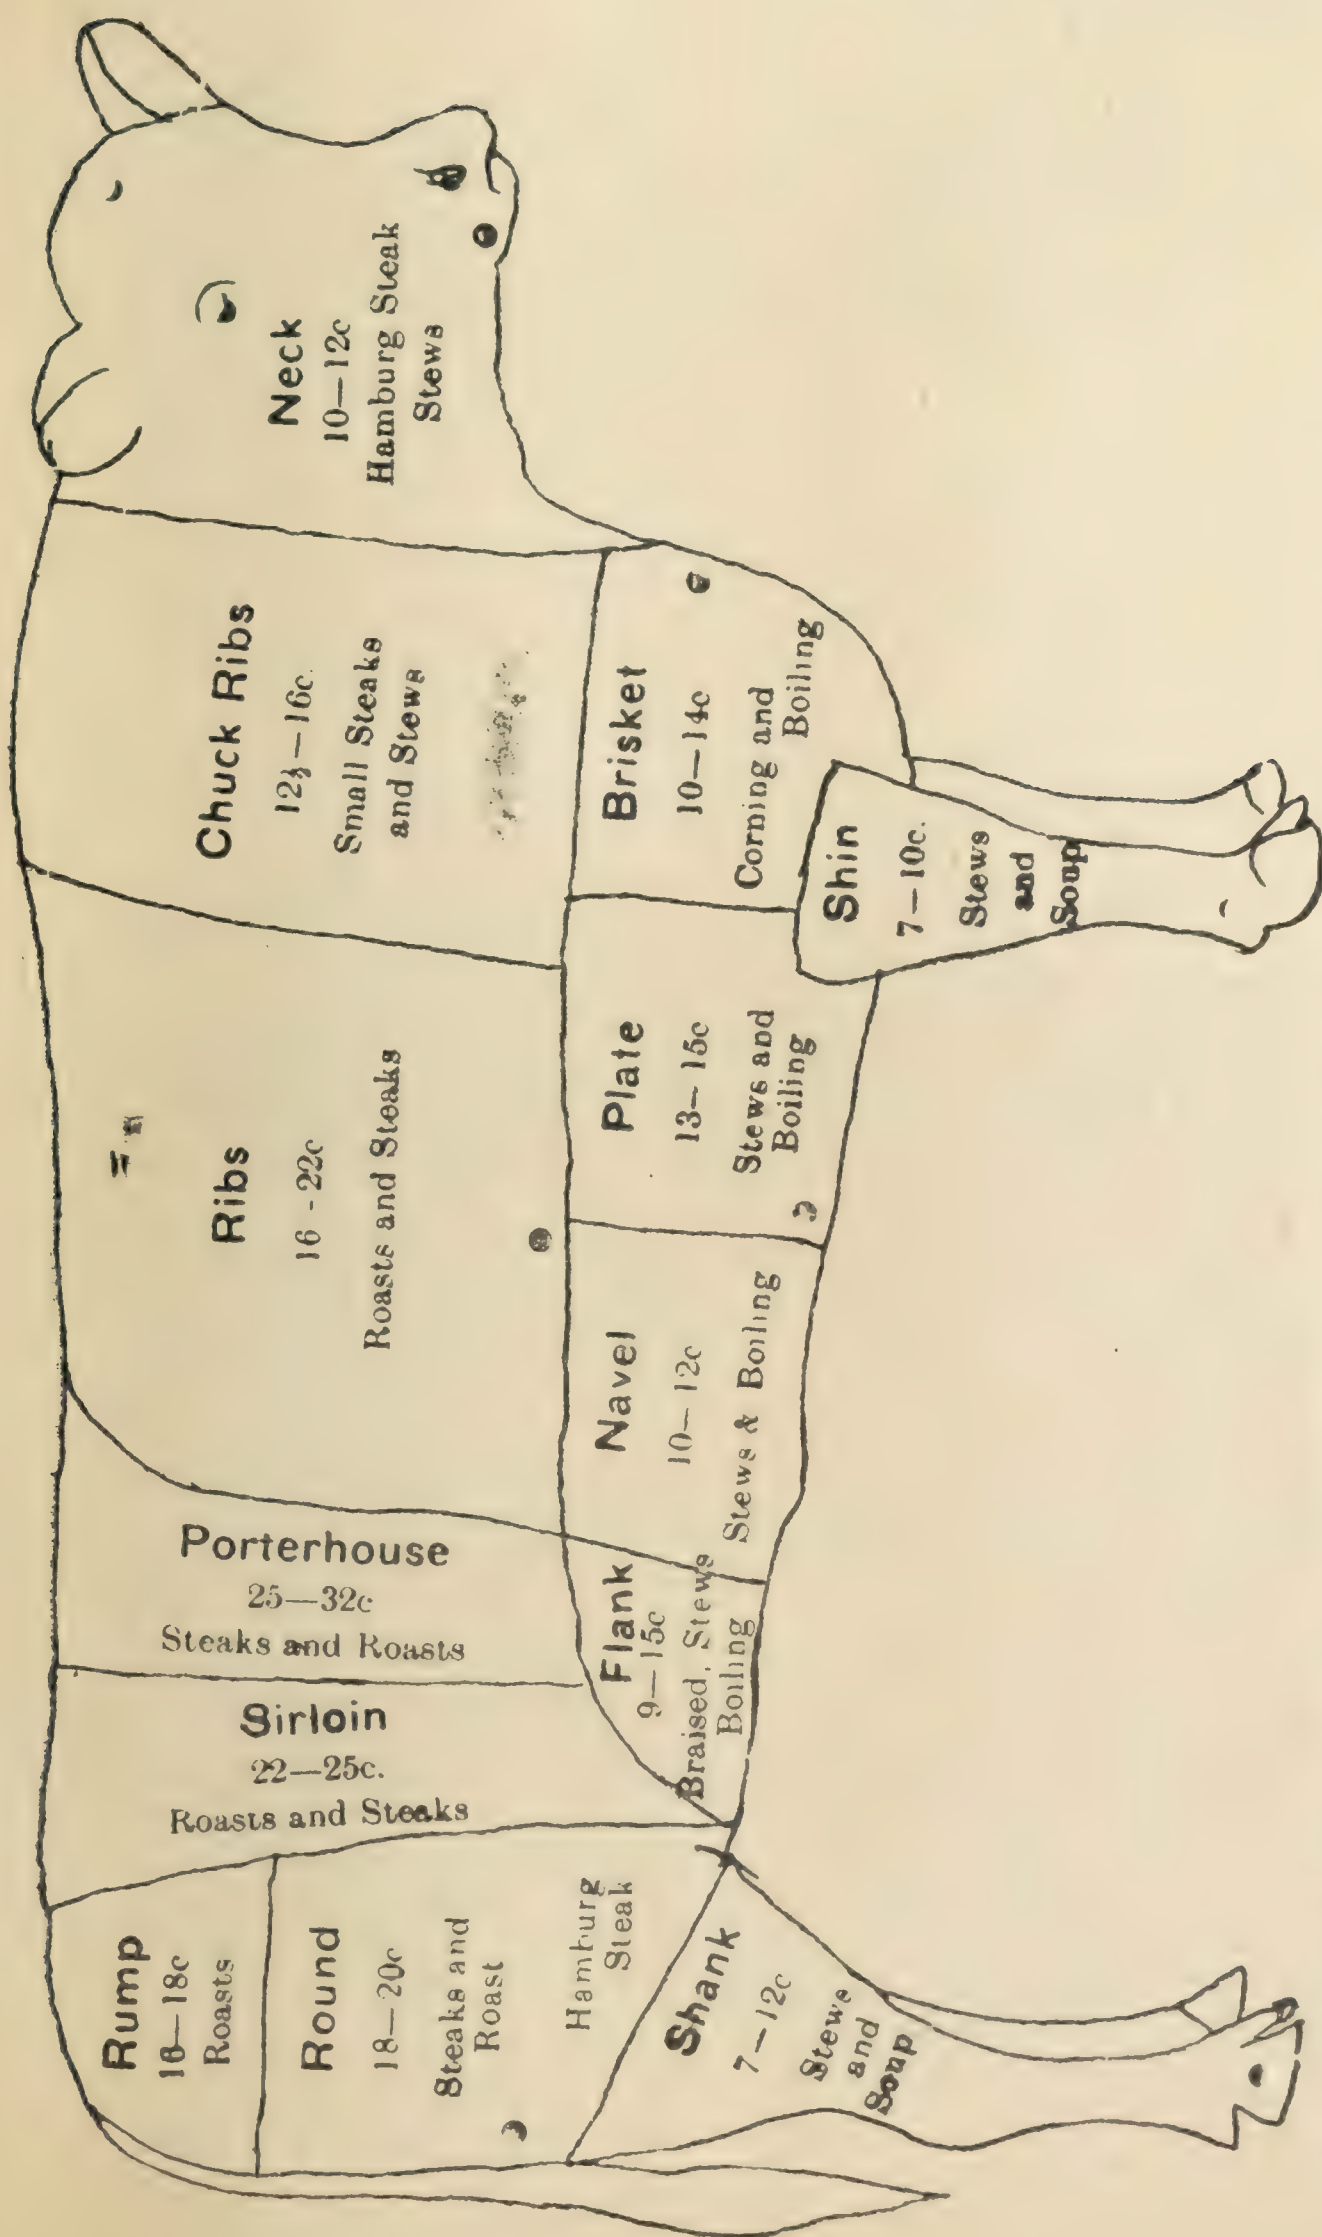 Neck
10—12c
Hamburg Steak
Stews
Chuck Ribs
12½—16c.
Small Steaks
and Stews
Ribs
16 - 22c
Roasts and Steaks
Porterhouse
25—32c
Steaks and Roasts
Sirloin
22—25c.
Roasts and Steaks
Rump
16—18c
Roasts
Round
18—20c
Steaks and
Roast
Hamburg
Steak
Brisket
10—14c
Corning and
Boiling
Shin
7—10c.
Stews
and
Soup
Plate
13—15c
Stews and
Boiling
Navel
10—12c
Stews & Boiling
Flank
9—15c
Braised, Stews
Boiling
Shank
7—12c
Stews
and
Soup